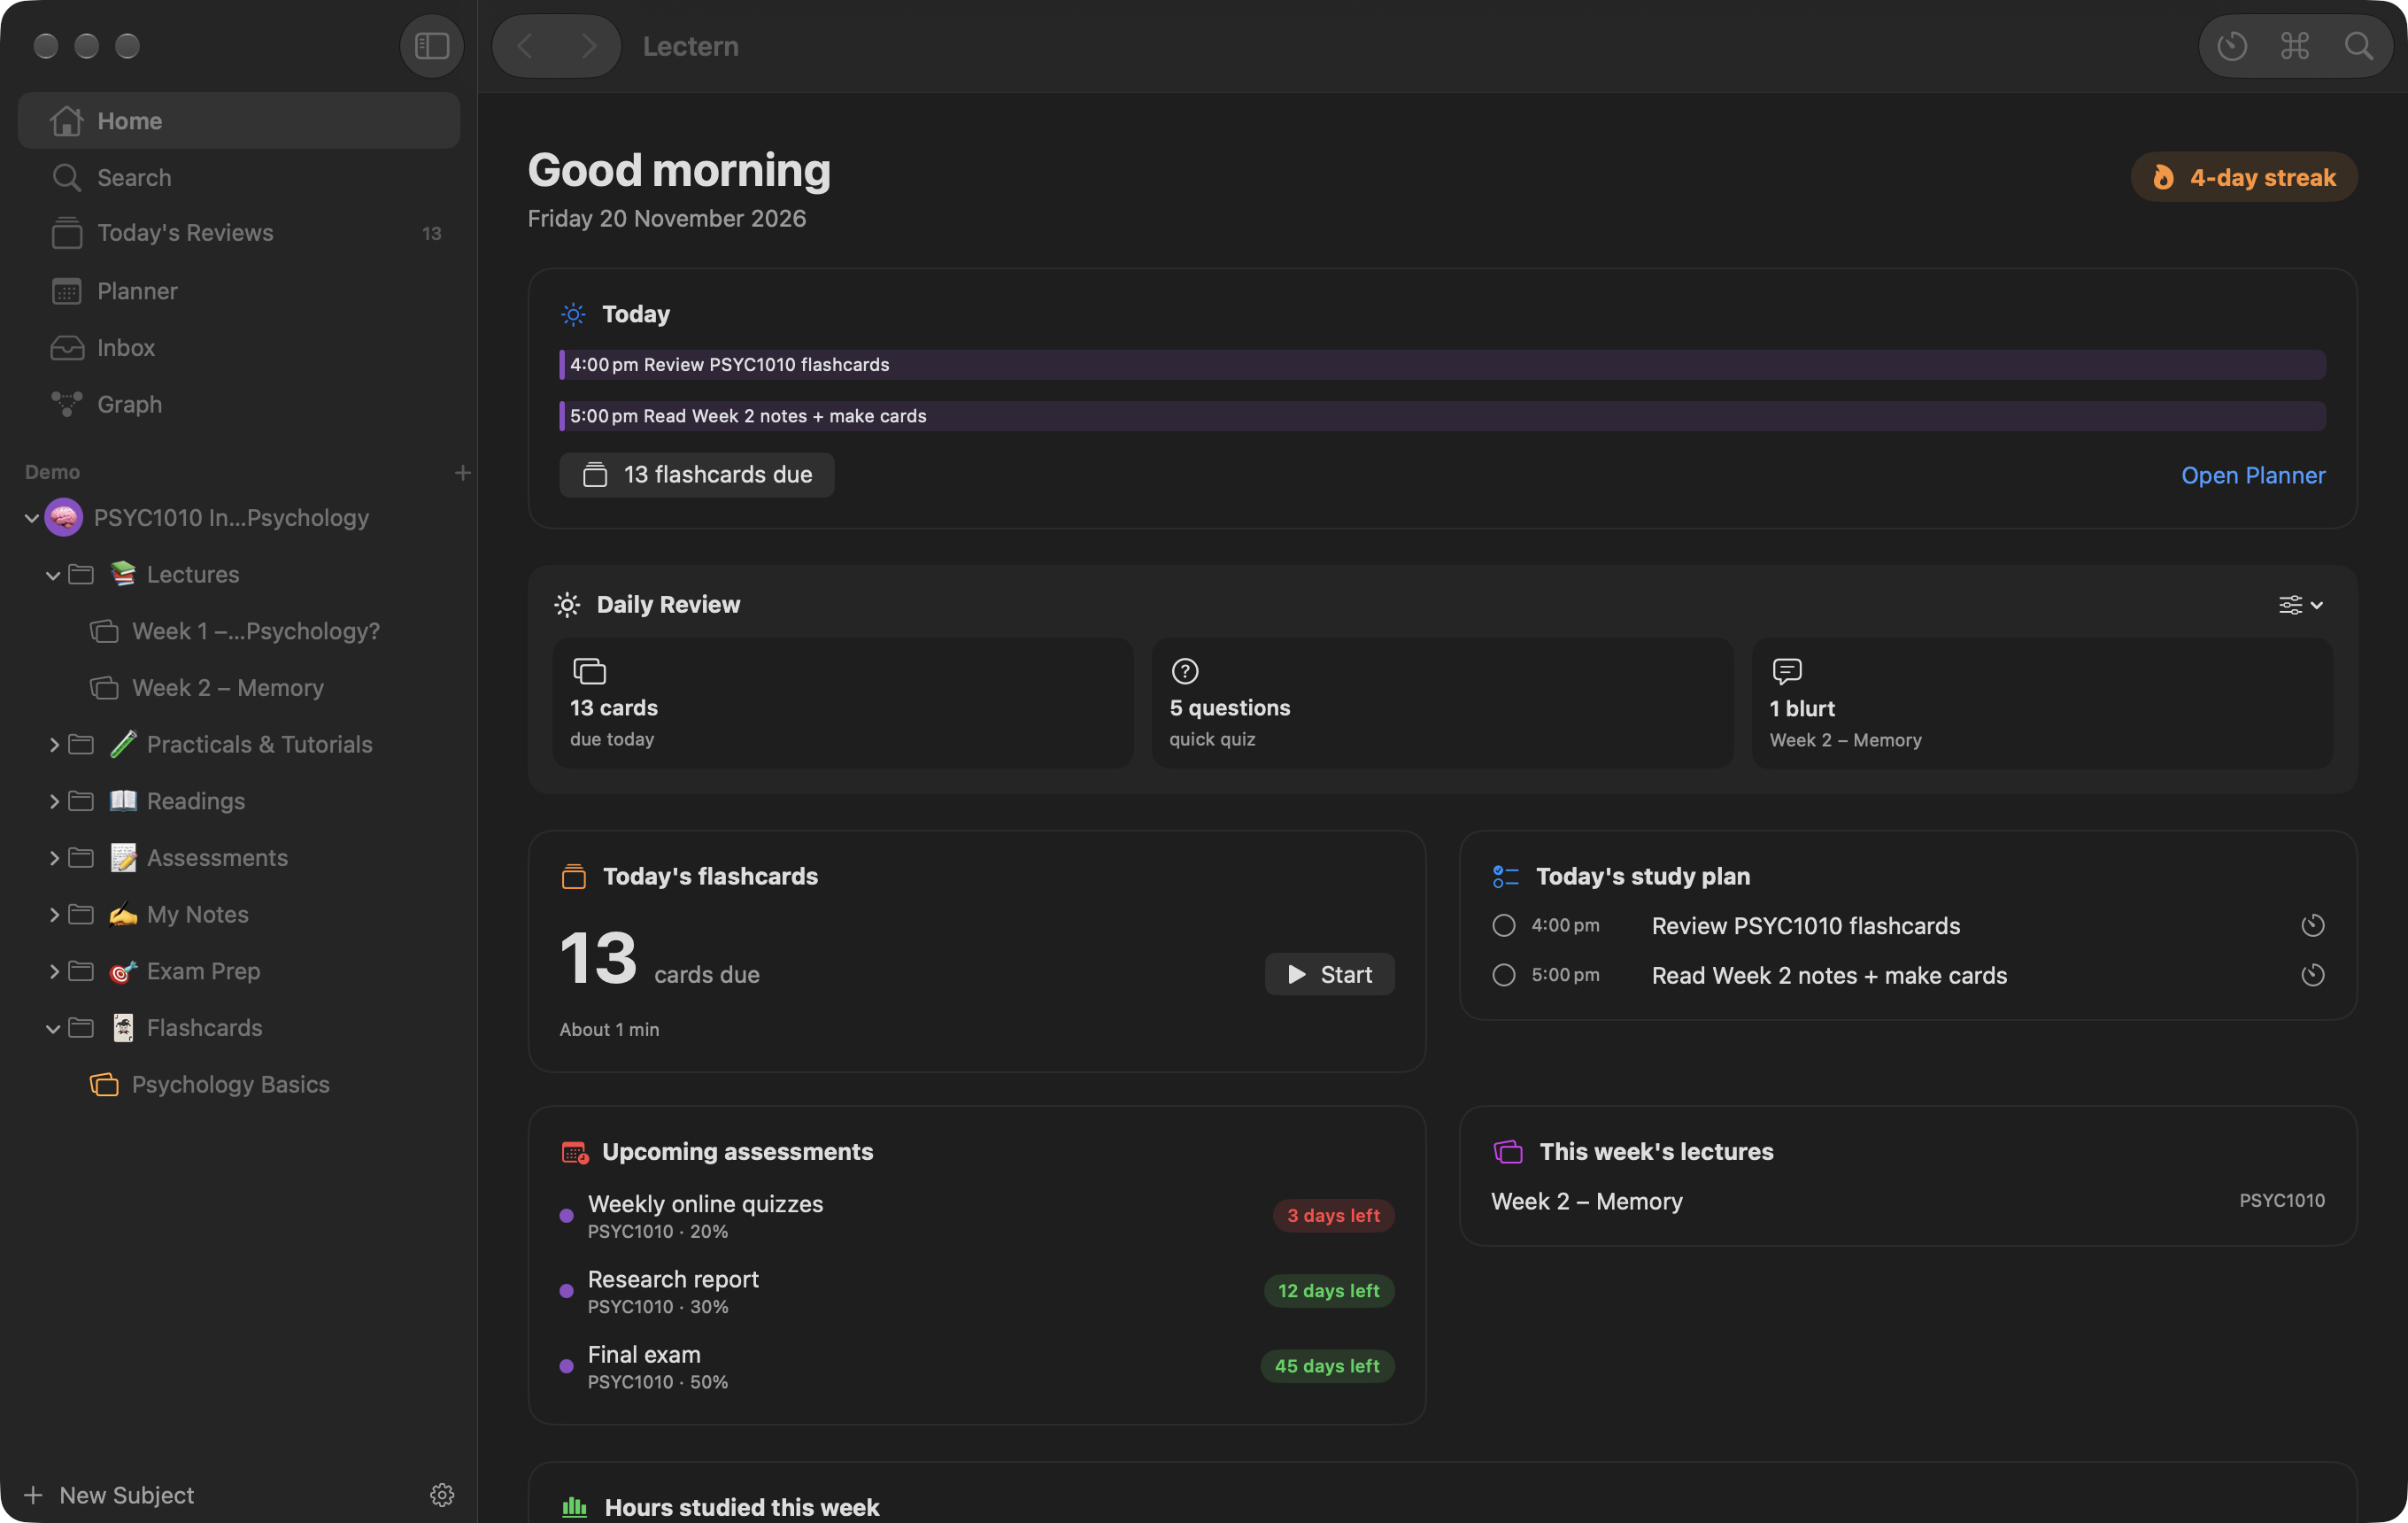 Lectern
Home
Search
Today's Reviews 13
Planner
Inbox
Graph
Demo
PSYC1010 In...Psychology
Lectures
Week 1 –...Psychology?
Week 2 – Memory
Practicals & Tutorials
Readings
Assessments
My Notes
Exam Prep
Flashcards
Psychology Basics
New Subject
Good morning
Friday 20 November 2026
4-day streak
Today
4:00 pm Review PSYC1010 flashcards
5:00 pm Read Week 2 notes + make cards
13 flashcards due
Open Planner
Daily Review
13 cards
due today
5 questions
quick quiz
1 blurt
Week 2 – Memory
Today's flashcards
13 cards due
Start
About 1 min
Today's study plan
4:00 pm Review PSYC1010 flashcards
5:00 pm Read Week 2 notes + make cards
Upcoming assessments
Weekly online quizzes
PSYC1010 · 20%
3 days left
Research report
PSYC1010 · 30%
12 days left
Final exam
PSYC1010 · 50%
45 days left
This week's lectures
Week 2 – Memory PSYC1010
Hours studied this week